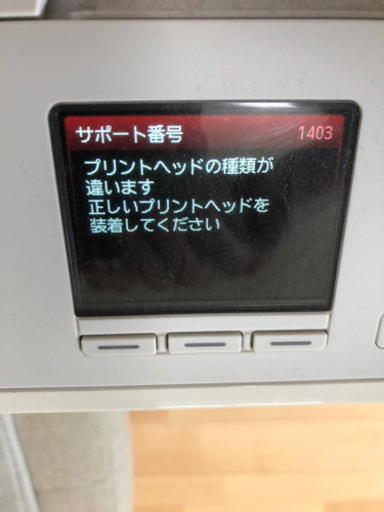 サポート番号 1403
プリントヘッドの種類が
違います
正しいプリントヘッドを
装着してください